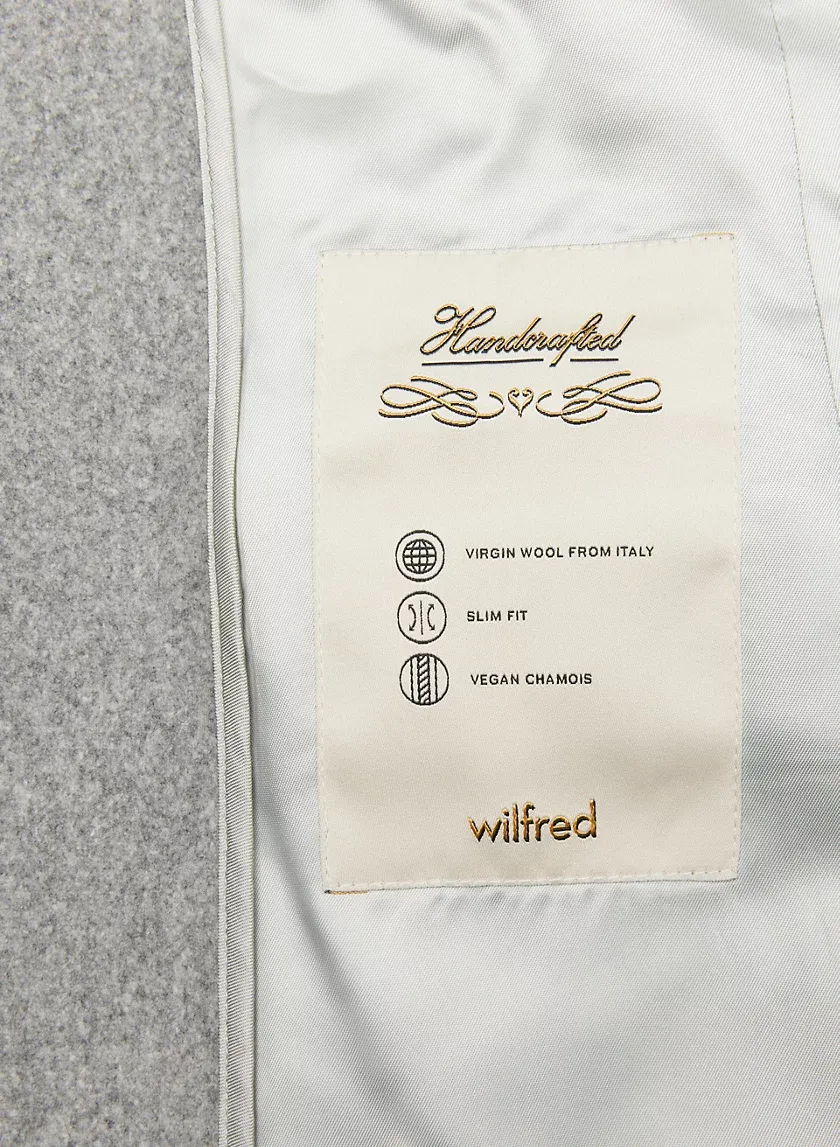 Handcrafted
VIRGIN WOOL FROM ITALY
SLIM FIT
VEGAN CHAMOIS
wilfred